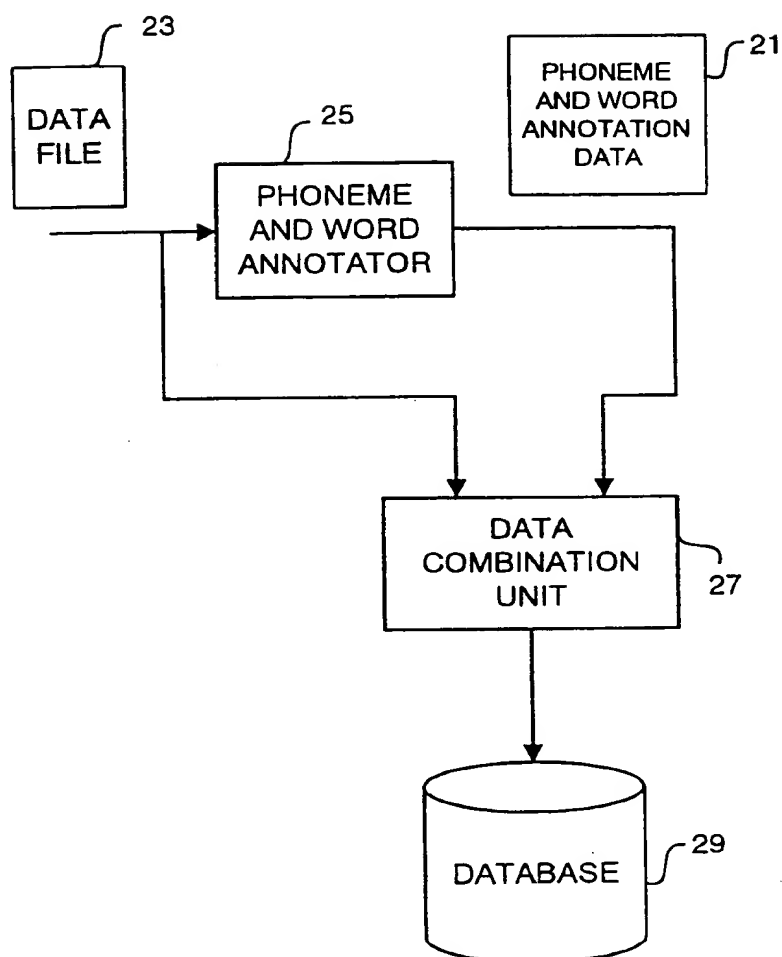 23
DATA
FILE
25
PHONEME
AND WORD
ANNOTATOR
21
PHONEME
AND WORD
ANNOTATION
DATA
DATA
COMBINATION
UNIT
27
DATABASE
29